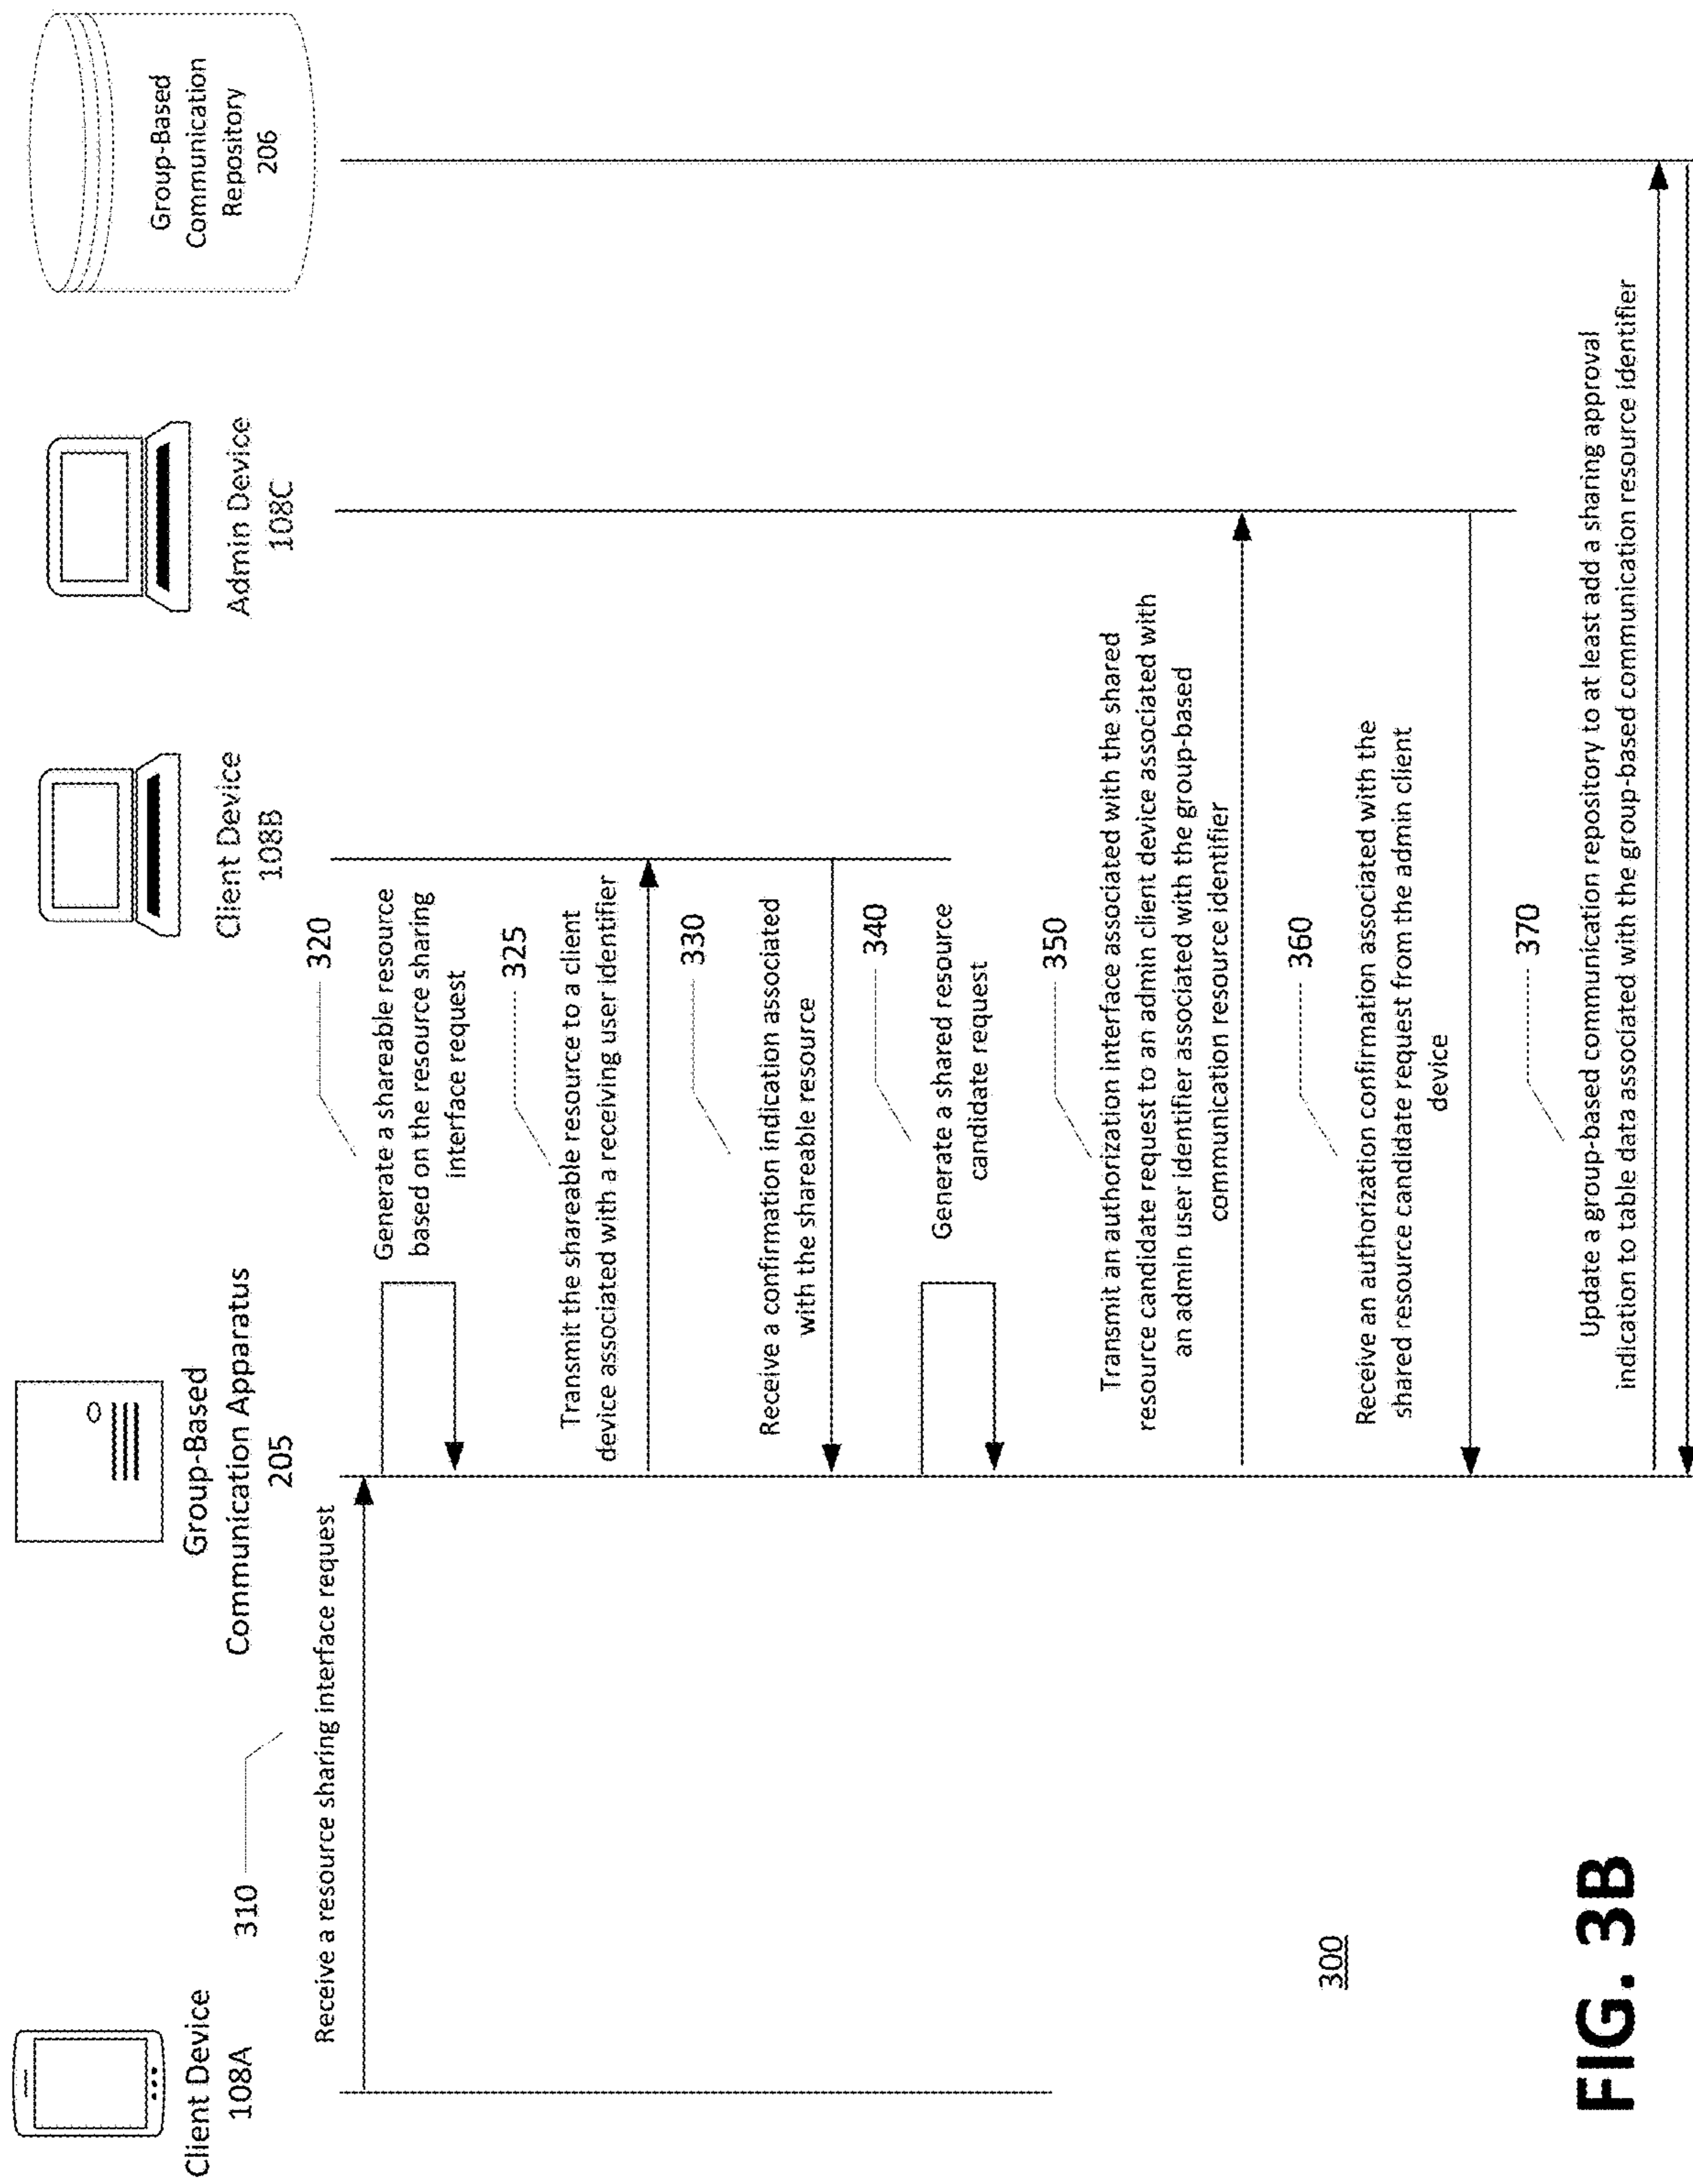 Client Device
108A
Group-Based
Communication Apparatus
205
Client Device
108B
Admin Device
108C
Group-Based
Communication
Repository
206
310
Receive a resource sharing interface request
320
Generate a shareable resource
based on the resource sharing
interface request
325
Transmit the shareable resource to a client
device associated with a receiving user identifier
330
Receive a confirmation indication associated
with the shareable resource
340
Generate a shared resource
candidate request
350
Transmit an authorization interface associated with the shared
resource candidate request to an admin client device associated with
an admin user identifier associated with the group-based
communication resource identifier
360
Receive an authorization confirmation associated with the
shared resource candidate request from the admin client
device
370
Update a group-based communication repository to at least add a sharing approval
indication to table data associated with the group-based communication resource identifier
300
FIG. 3B